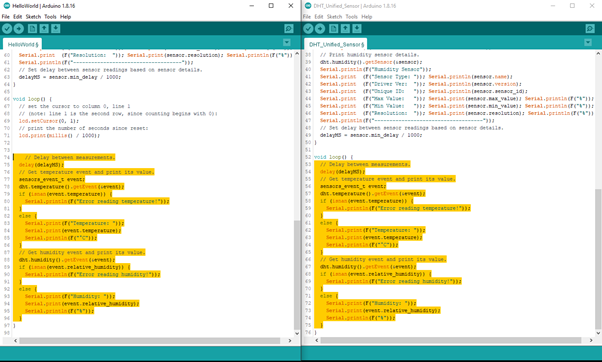 HelloWorld | Arduino 1.8.16
File Edit Sketch Tools Help
HelloWorld §
60 Serial.print (F("Resolution: ")); Serial.print(sensor.resolution); Serial.println(F("%"));
61 Serial.println(F("------------------------------------"));
62 // Set delay between sensor readings based on sensor details.
63 delayMS = sensor.min_delay / 1000;
64 }
65
66 void loop() {
67 // set the cursor to column 0, line 1
68 // (note: line 1 is the second row, since counting begins with 0):
69 lcd.setCursor(0, 1);
70 // print the number of seconds since reset:
71 lcd.print(millis() / 1000);
72
73
74 // Delay between measurements.
75 delay(delayMS);
76 // Get temperature event and print its value.
77 sensors_event_t event;
78 dht.temperature().getEvent(&event);
79 if (isnan(event.temperature)) {
80 Serial.println(F("Error reading temperature!"));
81 }
82 else {
83 Serial.print(F("Temperature: "));
84 Serial.print(event.temperature);
85 Serial.println(F("°C"));
86 }
87 // Get humidity event and print its value.
88 dht.humidity().getEvent(&event);
89 if (isnan(event.relative_humidity)) {
90 Serial.println(F("Error reading humidity!"));
91 }
92 else {
93 Serial.print(F("Humidity: "));
94 Serial.print(event.relative_humidity);
95 Serial.println(F("%"));
96 }
97 }
98
DHT_Unified_Sensor | Arduino 1.8.16
File Edit Sketch Tools Help
DHT_Unified_Sensor §
38 // Print humidity sensor details.
39 dht.humidity().getSensor(&sensor);
40 Serial.println(F("Humidity Sensor"));
41 Serial.print (F("Sensor Type: ")); Serial.println(sensor.name);
42 Serial.print (F("Driver Ver: ")); Serial.println(sensor.version);
43 Serial.print (F("Unique ID: ")); Serial.println(sensor.sensor_id);
44 Serial.print (F("Max Value: ")); Serial.print(sensor.max_value); Serial.println(F("%"));
45 Serial.print (F("Min Value: ")); Serial.print(sensor.min_value); Serial.println(F("%"));
46 Serial.print (F("Resolution: ")); Serial.print(sensor.resolution); Serial.println(F("%"));
47 Serial.println(F("------------------------------------"));
48 // Set delay between sensor readings based on sensor details.
49 delayMS = sensor.min_delay / 1000;
50 }
51
52 void loop() {
53 // Delay between measurements.
54 delay(delayMS);
55 // Get temperature event and print its value.
56 sensors_event_t event;
57 dht.temperature().getEvent(&event);
58 if (isnan(event.temperature)) {
59 Serial.println(F("Error reading temperature!"));
60 }
61 else {
62 Serial.print(F("Temperature: "));
63 Serial.print(event.temperature);
64 Serial.println(F("°C"));
65 }
66 // Get humidity event and print its value.
67 dht.humidity().getEvent(&event);
68 if (isnan(event.relative_humidity)) {
69 Serial.println(F("Error reading humidity!"));
70 }
71 else {
72 Serial.print(F("Humidity: "));
73 Serial.print(event.relative_humidity);
74 Serial.println(F("%"));
75 }
76 }